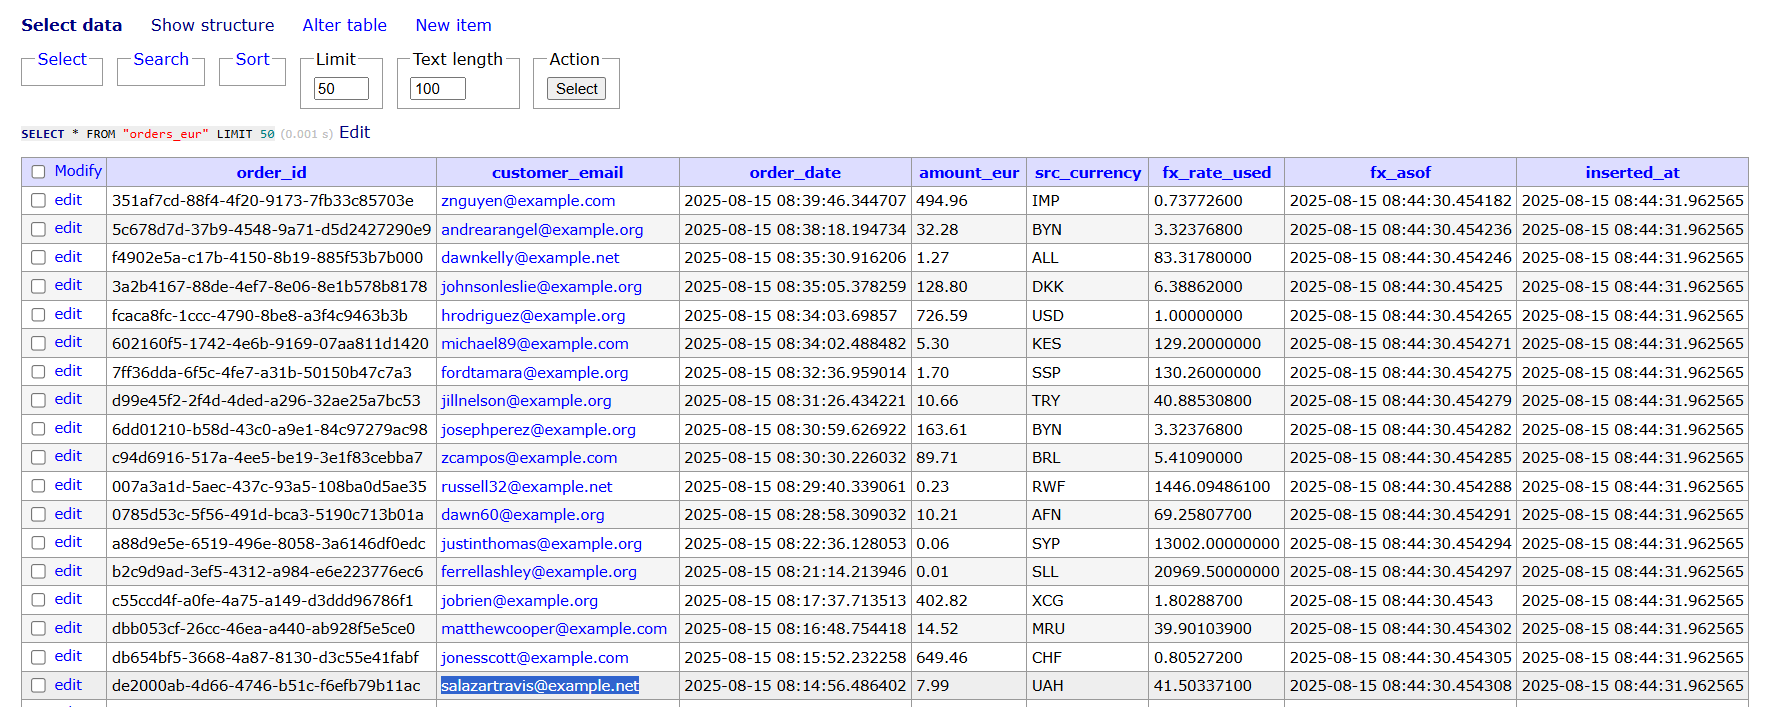 Select data Show structure Alter table New item
Select Search Sort Limit Text length Action
50 100 Select
SELECT * FROM "orders_eur" LIMIT 50 (0.001 s) Edit
Modify order_id customer_email order_date amount_eur src_currency fx_rate_used fx_asof inserted_at
edit 351af7cd-88f4-4f20-9173-7fb33c85703e znguyen@example.com 2025-08-15 08:39:46.344707 494.96 IMP 0.73772600 2025-08-15 08:44:30.454182 2025-08-15 08:44:31.962565
edit 5c678d7d-37b9-4548-9a71-d5d2427290e9 andrearangel@example.org 2025-08-15 08:38:18.194734 32.28 BYN 3.32376800 2025-08-15 08:44:30.454236 2025-08-15 08:44:31.962565
edit f4902e5a-c17b-4150-8b19-885f53b7b000 dawnkelly@example.net 2025-08-15 08:35:30.916206 1.27 ALL 83.31780000 2025-08-15 08:44:30.454246 2025-08-15 08:44:31.962565
edit 3a2b4167-88de-4ef7-8e06-8e1b578b8178 johnsonleslie@example.org 2025-08-15 08:35:05.378259 128.80 DKK 6.38862000 2025-08-15 08:44:30.45425 2025-08-15 08:44:31.962565
edit fcaca8fc-1ccc-4790-8be8-a3f4c9463b3b hrodriguez@example.org 2025-08-15 08:34:03.69857 726.59 USD 1.00000000 2025-08-15 08:44:30.454265 2025-08-15 08:44:31.962565
edit 602160f5-1742-4e6b-9169-07aa811d1420 michael89@example.com 2025-08-15 08:34:02.488482 5.30 KES 129.20000000 2025-08-15 08:44:30.454271 2025-08-15 08:44:31.962565
edit 7ff36dda-6f5c-4fe7-a31b-50150b47c7a3 fordtamara@example.org 2025-08-15 08:32:36.959014 1.70 SSP 130.26000000 2025-08-15 08:44:30.454275 2025-08-15 08:44:31.962565
edit d99e45f2-2f4d-4ded-a296-32ae25a7bc53 jillnelson@example.org 2025-08-15 08:31:26.434221 10.66 TRY 40.88530800 2025-08-15 08:44:30.454279 2025-08-15 08:44:31.962565
edit 6dd01210-b58d-43c0-a9e1-84c97279ac98 josephperez@example.org 2025-08-15 08:30:59.626922 163.61 BYN 3.32376800 2025-08-15 08:44:30.454282 2025-08-15 08:44:31.962565
edit c94d6916-517a-4ee5-be19-3e1f83cebba7 zcampos@example.com 2025-08-15 08:30:30.226032 89.71 BRL 5.41090000 2025-08-15 08:44:30.454285 2025-08-15 08:44:31.962565
edit 007a3a1d-5aec-437c-93a5-108ba0d5ae35 russell32@example.net 2025-08-15 08:29:40.339061 0.23 RWF 1446.09486100 2025-08-15 08:44:30.454288 2025-08-15 08:44:31.962565
edit 0785d53c-5f56-491d-bca3-5190c713b01a dawn60@example.org 2025-08-15 08:28:58.309032 10.21 AFN 69.25807700 2025-08-15 08:44:30.454291 2025-08-15 08:44:31.962565
edit a88d9e5e-6519-496e-8058-3a6146df0edc justinthomas@example.org 2025-08-15 08:22:36.128053 0.06 SYP 13002.00000000 2025-08-15 08:44:30.454294 2025-08-15 08:44:31.962565
edit b2c9d9ad-3ef5-4312-a984-e6e223776ec6 ferrellashley@example.org 2025-08-15 08:21:14.213946 0.01 SLL 20969.50000000 2025-08-15 08:44:30.454297 2025-08-15 08:44:31.962565
edit c55ccd4f-a0fe-4a75-a149-d3ddd96786f1 jobrien@example.org 2025-08-15 08:17:37.713513 402.82 XCG 1.80288700 2025-08-15 08:44:30.4543 2025-08-15 08:44:31.962565
edit dbb053cf-26cc-46ea-a440-ab928f5e5ce0 matthewcooper@example.com 2025-08-15 08:16:48.754418 14.52 MRU 39.90103900 2025-08-15 08:44:30.454302 2025-08-15 08:44:31.962565
edit db654bf5-3668-4a87-8130-d3c55e41fabf jonesscott@example.com 2025-08-15 08:15:52.232258 649.46 CHF 0.80527200 2025-08-15 08:44:30.454305 2025-08-15 08:44:31.962565
edit de2000ab-4d66-4746-b51c-f6efb79b11ac salazartravis@example.net 2025-08-15 08:14:56.486402 7.99 UAH 41.50337100 2025-08-15 08:44:30.454308 2025-08-15 08:44:31.962565